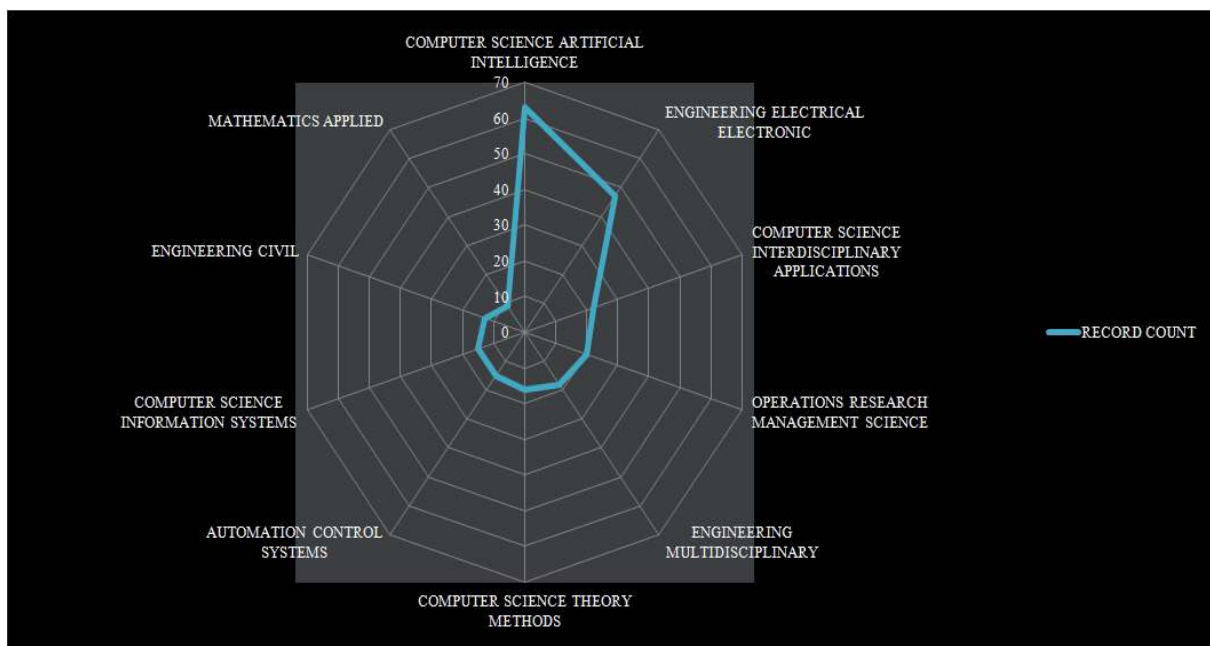 COMPUTER SCIENCE ARTIFICIAL
INTELLIGENCE
70
60
50
40
30
20
10
0
ENGINEERING ELECTRICAL
ELECTRONIC
COMPUTER SCIENCE
INTERDISCIPLINARY
APPLICATIONS
OPERATIONS RESEARCH
MANAGEMENT SCIENCE
ENGINEERING
MULTIDISCIPLINARY
COMPUTER SCIENCE THEORY
METHODS
AUTOMATION CONTROL
SYSTEMS
COMPUTER SCIENCE
INFORMATION SYSTEMS
ENGINEERING CIVIL
MATHEMATICS APPLIED
RECORD COUNT